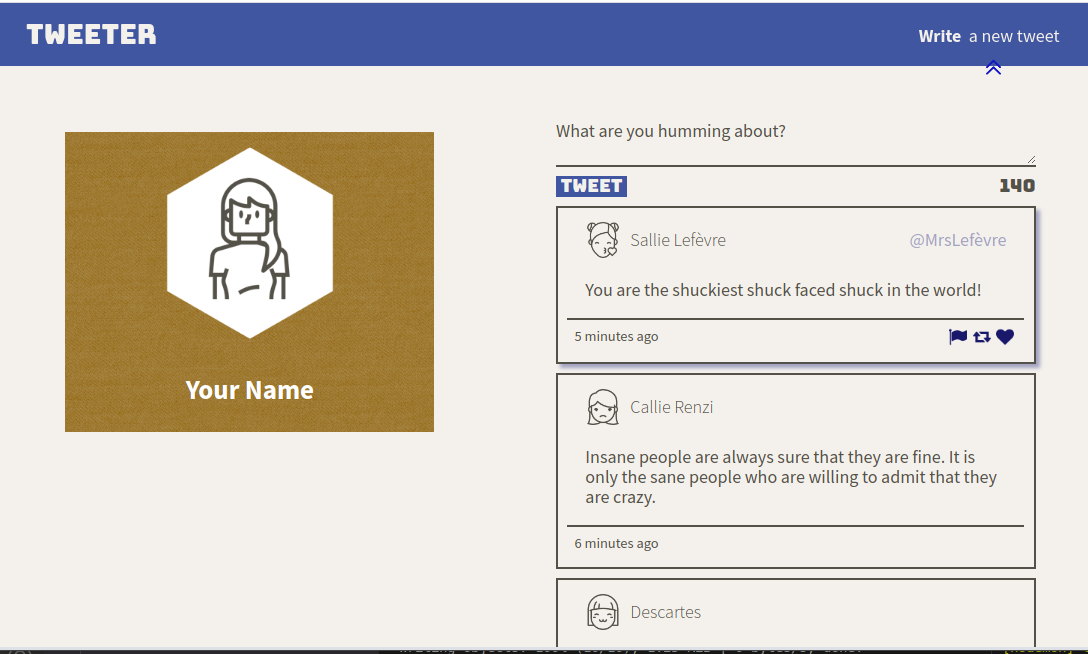 TWEETER
Write a new tweet
Your Name
What are you humming about?
TWEET
140
Sallie Lefèvre
@MrsLefèvre
You are the shuckiest shuck faced shuck in the world!
5 minutes ago
Callie Renzi
Insane people are always sure that they are fine. It is
only the sane people who are willing to admit that they
are crazy.
6 minutes ago
Descartes